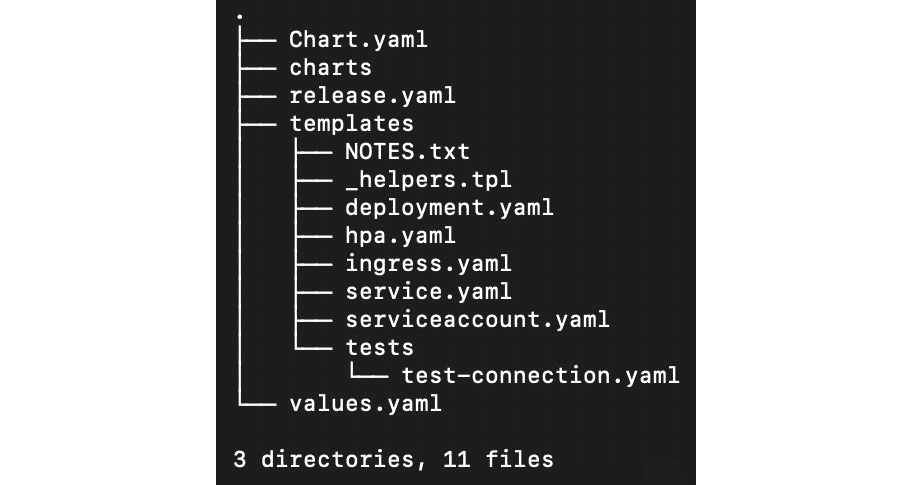 .
├── Chart.yaml
├── charts
├── release.yaml
├── templates
│   ├── NOTES.txt
│   ├── _helpers.tpl
│   ├── deployment.yaml
│   ├── hpa.yaml
│   ├── ingress.yaml
│   ├── service.yaml
│   ├── serviceaccount.yaml
│   └── tests
│       └── test-connection.yaml
└── values.yaml
3 directories, 11 files